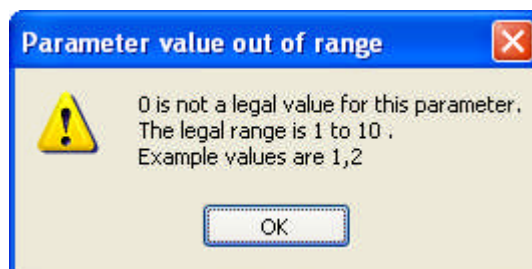 Parameter value out of range
0 is not a legal value for this parameter.
The legal range is 1 to 10 .
Example values are 1,2
OK